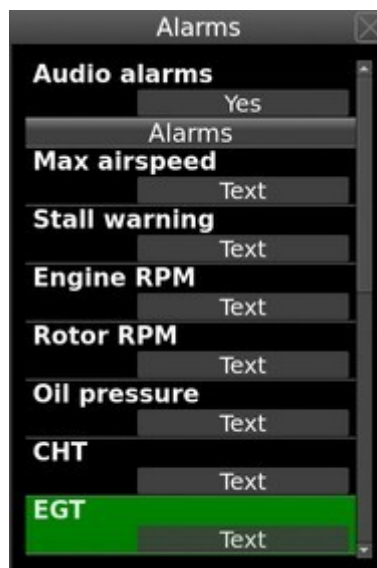 Alarms
Audio alarms
Yes
Alarms
Max airspeed
Text
Stall warning
Text
Engine RPM
Text
Rotor RPM
Text
Oil pressure
Text
CHT
Text
EGT
Text